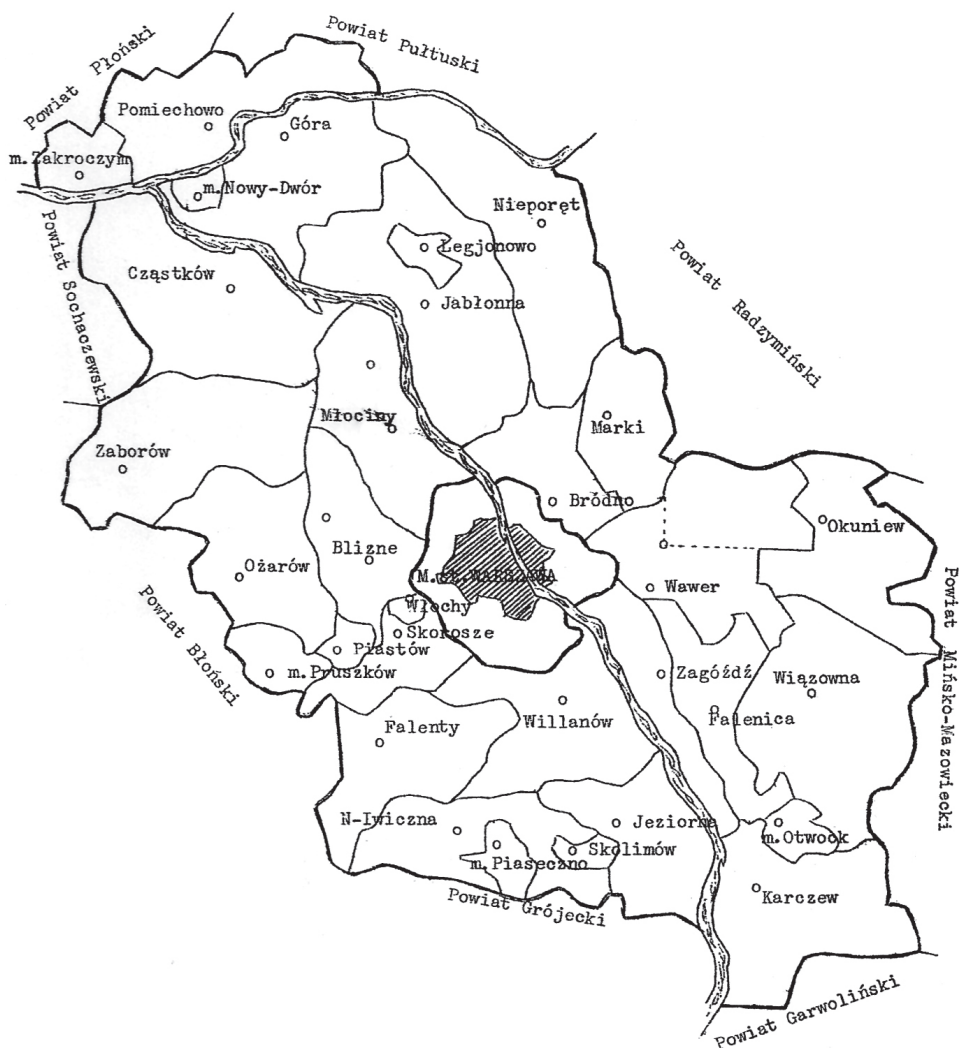 Powiat Płoński
Powiat Pułtuski
Pomiechowo
Góra
m.Zakroczym
m.Nowy-Dwór
Nieporęt
Powiat Sochaczewski
Legjonowo
Cząstków
Jabłonna
Powiat Radzymiński
Młociny
Marki
Zaborów
Bródno
Okuniew
Blizne
Ożarów
M.st.WARSZAWA
Wawer
Powiat Błoński
Włochy
Skorosze
Piastów
m.Pruszków
Zagóźdź
Wiązowna
Powiat Mińsko-Mazowiecki
Willanów
Falenica
Falenty
N-Iwiczna
Jeziorna
m.Otwock
Skolimów
m.Piaseczno
Karczew
Powiat Grójecki
Powiat Garwoliński